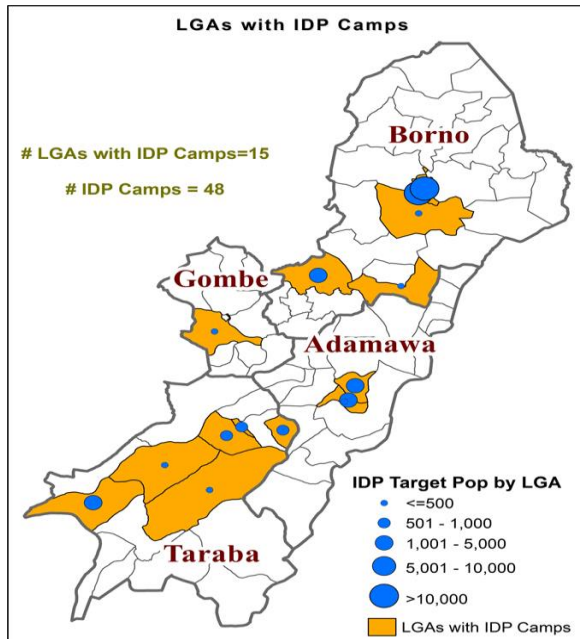 LGAs with IDP Camps
Borno
# LGAs with IDP Camps=15
# IDP Camps = 48
Gombe
Adamawa
IDP Target Pop by LGA
<=500
501 - 1,000
1,001 - 5,000
5,001 - 10,000
>10,000
LGAs with IDP Camps
Taraba